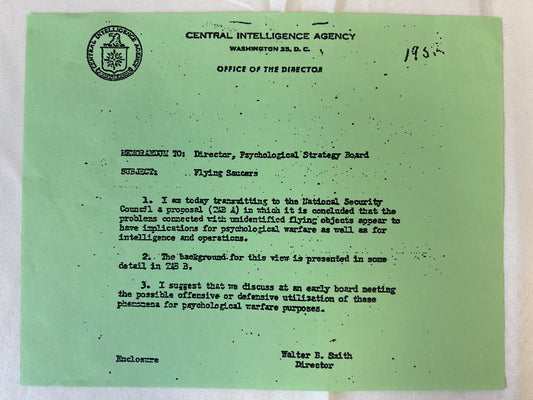 CENTRAL INTELLIGENCE AGENCY
WASHINGTON 25, D. C.
OFFICE OF THE DIRECTOR
CENTRAL INTELLIGENCE AGENCY
MEMORANDUM TO: Director, Psychological Strategy Board
SUBJECT: Flying Saucers
1. I am today transmitting to the National Security
Council a proposal (TAB A) in which it is concluded that the
problems connected with unidentified flying objects appear to
have implications for psychological warfare as well as for
intelligence and operations.
2. The background for this view is presented in some
detail in TAB B.
3. I suggest that we discuss at an early board meeting
the possible offensive or defensive utilization of these
phenomena for psychological warfare purposes.
Enclosure
Walter B. Smith
Director